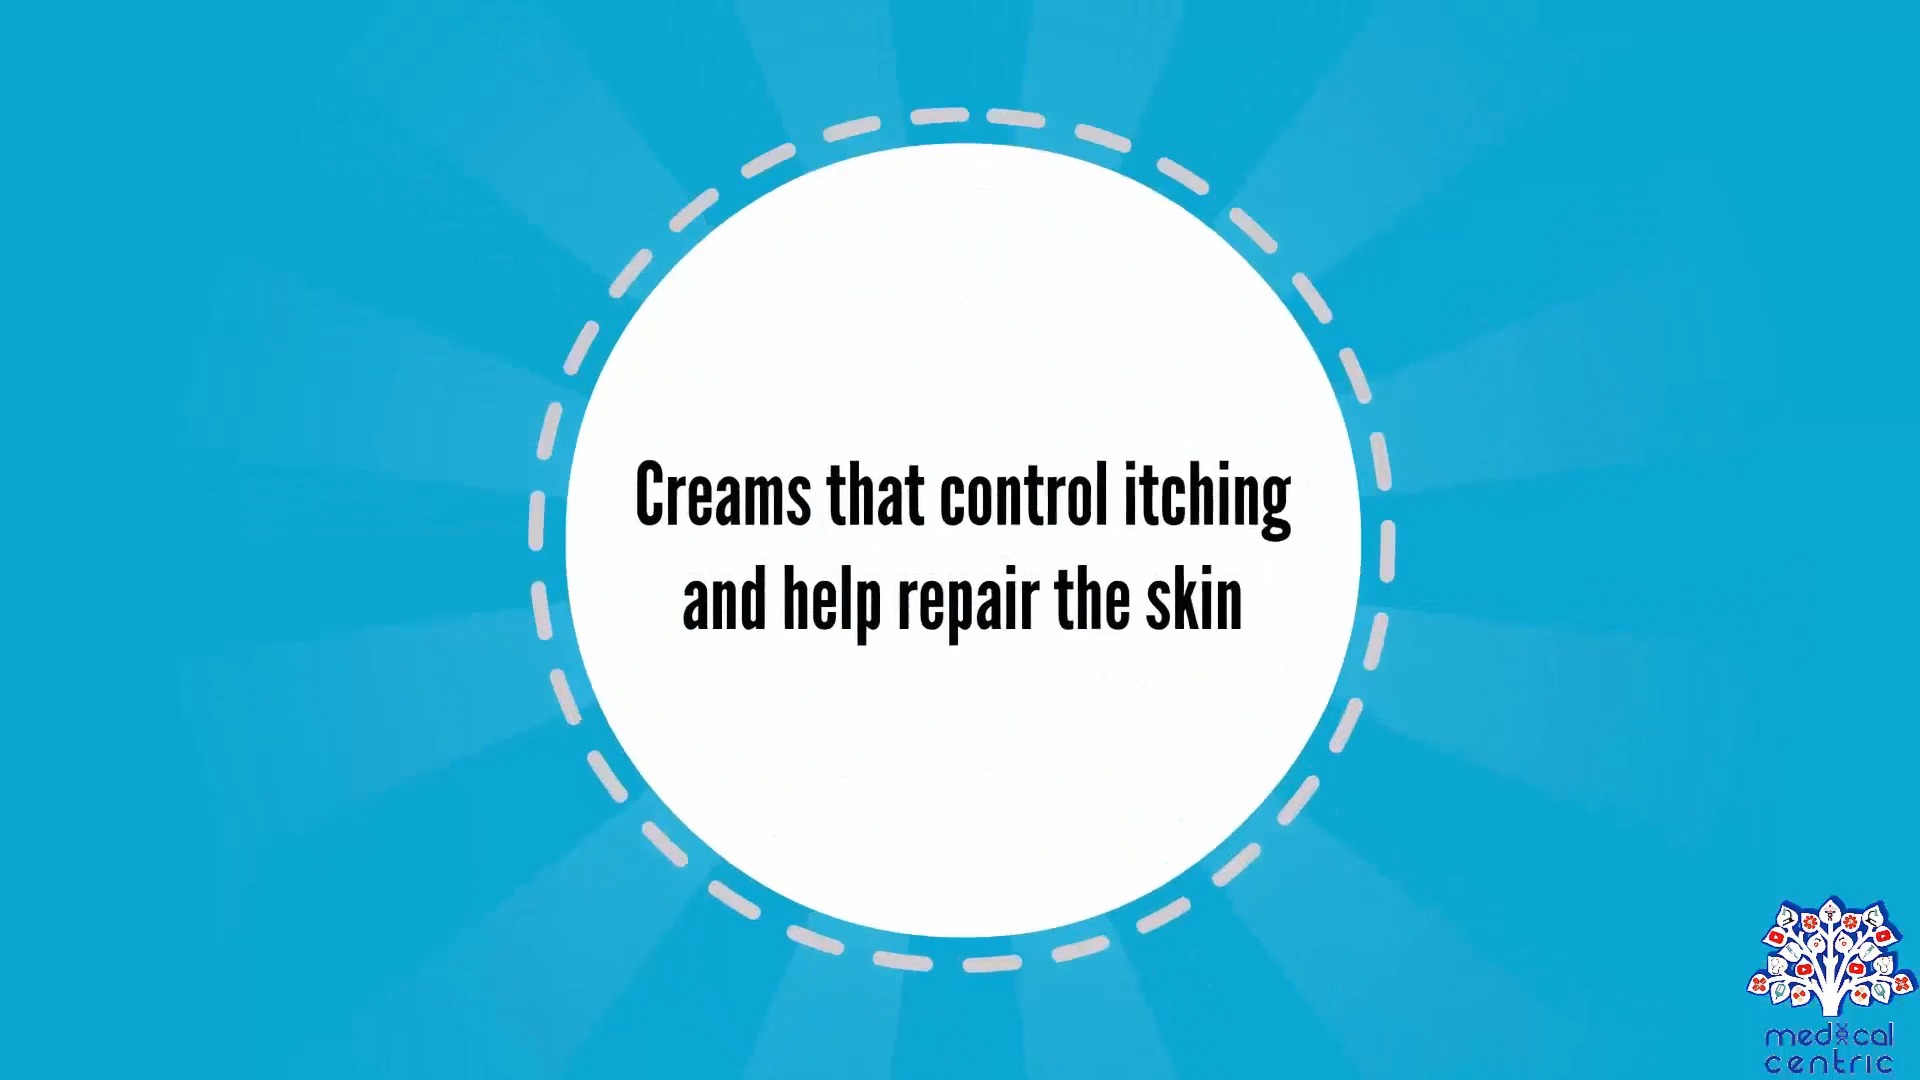 Creams that control itching
and help repair the skin
medical
centric